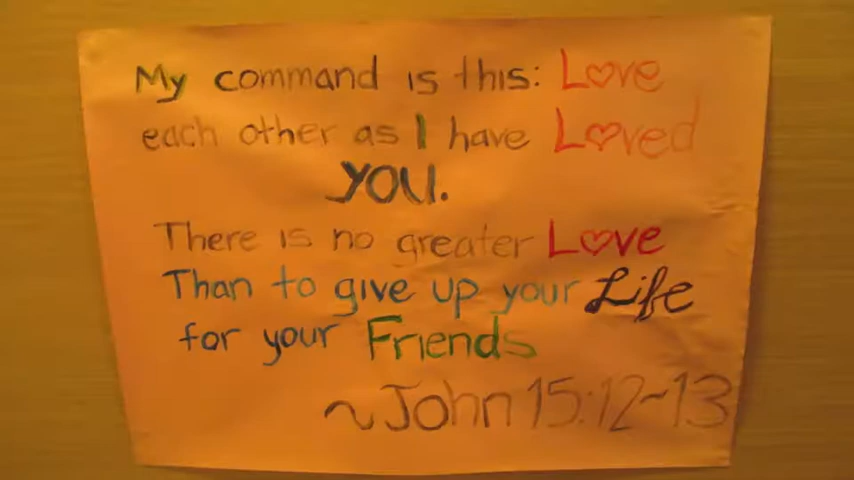 My command is this: Love
each other as I have Loved
YOU.
There is no greater Love
Than to give up your Life
for your Friends
~John 15:12~13